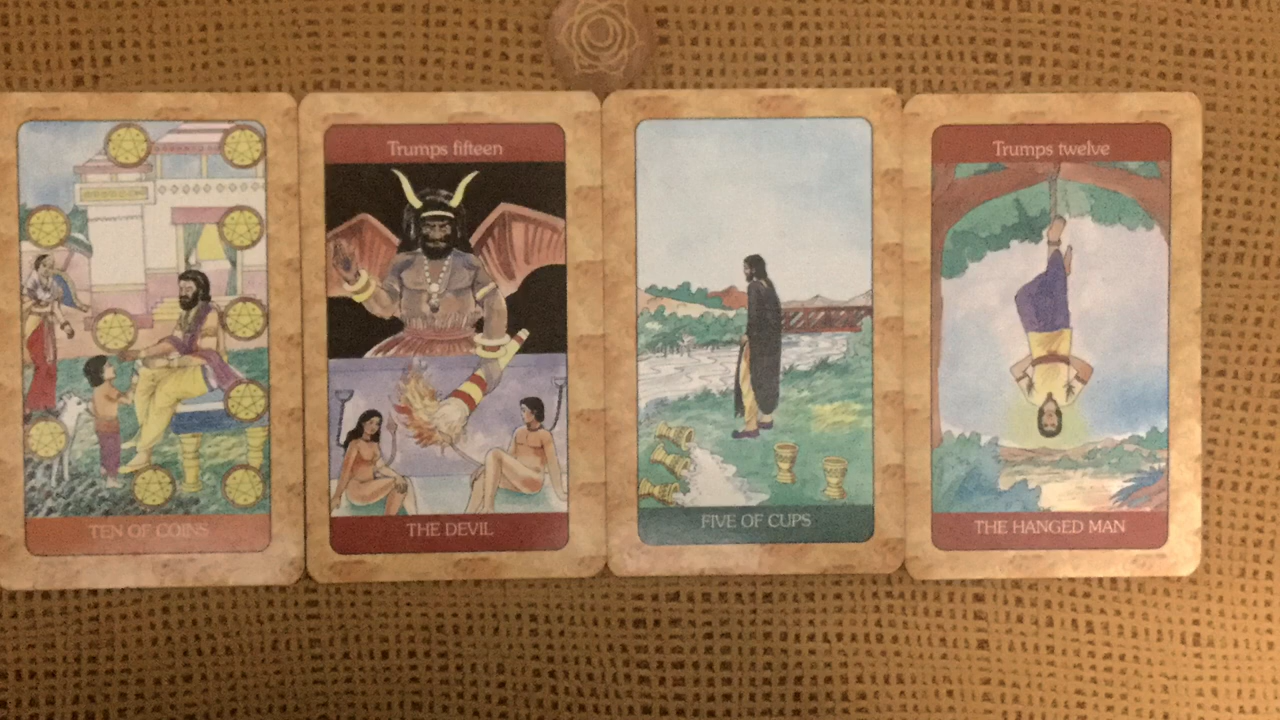 TEN OF COINS
Trumps fifteen
THE DEVIL
FIVE OF CUPS
Trumps twelve
THE HANGED MAN